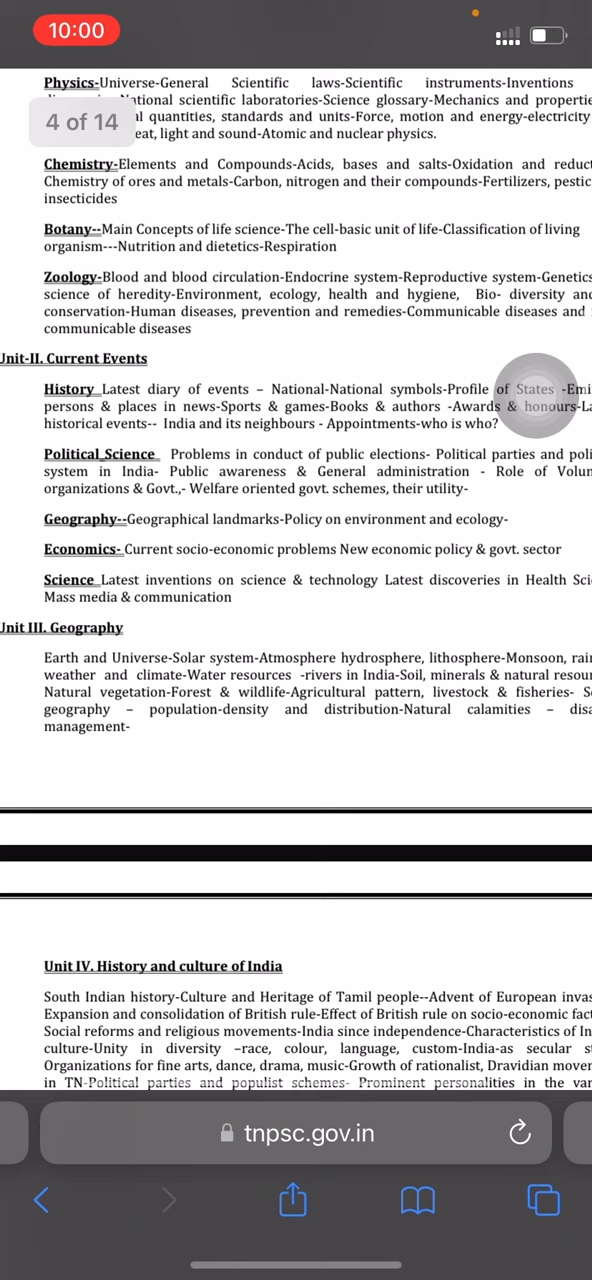 10:00
Physics-Universe-General Scientific laws-Scientific instruments-Inventions
National scientific laboratories-Science glossary-Mechanics and
4 of 14
quantities, standards and units-Force, motion and energy-electricity
light and sound-Atomic and nuclear physics.
Chemistry-Elements and Compounds-Acids, bases and salts-Oxidation and
Chemistry of ores and metals-Carbon, nitrogen and their compounds-Fertilizers,
insecticides
Botany--Main Concepts of life science-The cell-basic unit of life-Classification of living
organism---Nutrition and dietetics-Respiration
Zoology-Blood and blood circulation-Endocrine system-Reproductive system-Genetics
science of heredity-Environment, ecology, health and hygiene, Bio- diversity
conservation-Human diseases, prevention and remedies-Communicable diseases and
communicable diseases
Unit-II. Current Events
History Latest diary of events – National-National symbols-Profile of States
persons & places in news-Sports & games-Books & authors -Awards & honours-
historical events-- India and its neighbours - Appointments-who is who?
Political Science Problems in conduct of public elections- Political parties and
system in India- Public awareness & General administration - Role of
organizations & Govt.,- Welfare oriented govt. schemes, their utility-
Geography--Geographical landmarks-Policy on environment and ecology-
Economics- Current socio-economic problems New economic policy & govt. sector
Science Latest inventions on science & technology Latest discoveries in Health
Mass media & communication
Unit III. Geography
Earth and Universe-Solar system-Atmosphere hydrosphere, lithosphere-Monsoon,
weather and climate-Water resources -rivers in India-Soil, minerals & natural
Natural vegetation-Forest & wildlife-Agricultural pattern, livestock & fisheries-
geography – population-density and distribution-Natural calamities –
management-
Unit IV. History and culture of India
South Indian history-Culture and Heritage of Tamil people--Advent of European
Expansion and consolidation of British rule-Effect of British rule on socio-economic
Social reforms and religious movements-India since independence-Characteristics of
culture-Unity in diversity –race, colour, language, custom-India-as secular
Organizations for fine arts, dance, drama, music-Growth of rationalist, Dravidian
in TN-Political parties and populist schemes- Prominent personalities in the
tnpsc.gov.in